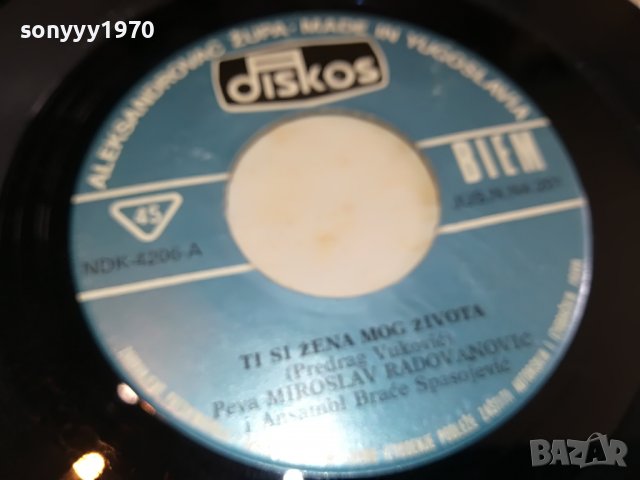 sonyyy1970
ALEKSANDROVAC ŽUPA · MADE IN YUGOSLAVIA
DISKOS
BIEM
45
NDK-4206-A
TI SI ŽENA MOG ŽIVOTA
(Predrag Vuković)
Peva MIROSLAV RADOVANOVIĆ
i Ansambl Braće Spasojević
BAZAR